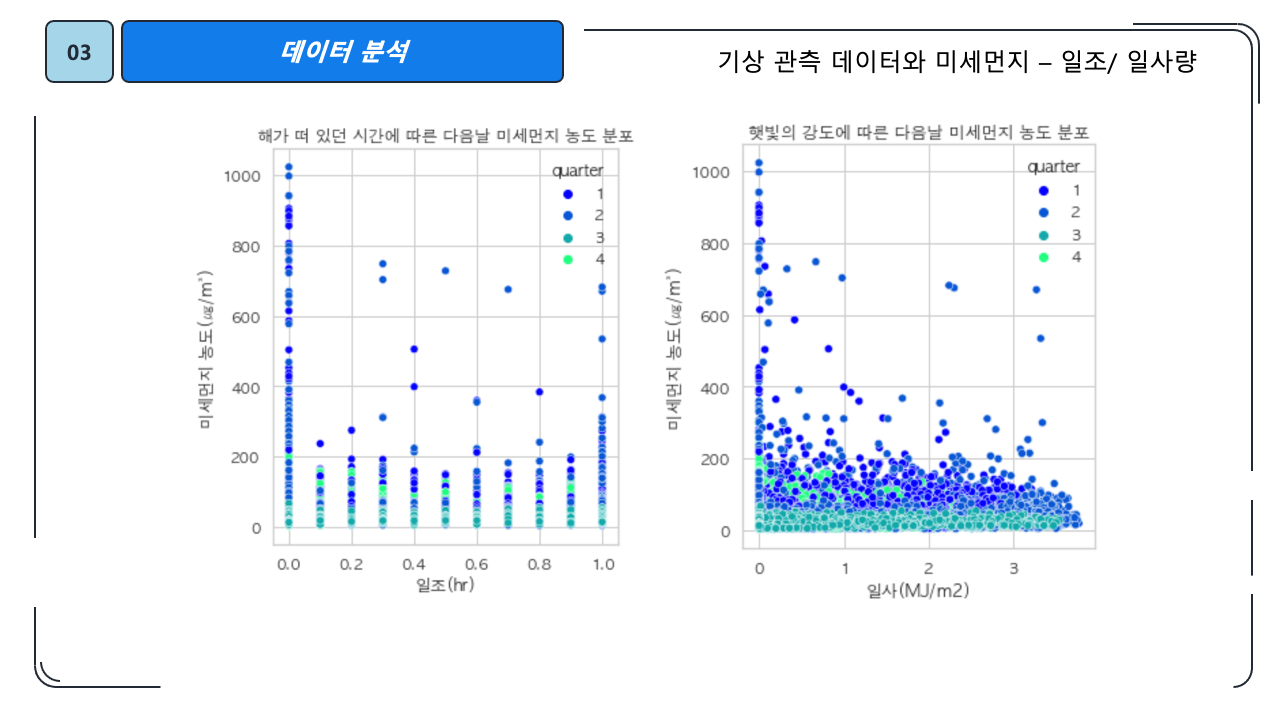 03
데이터 분석
기상 관측 데이터와 미세먼지 – 일조/ 일사량
해가 떠 있던 시간에 따른 다음날 미세먼지 농도 분포
quarter
1
2
3
4
1000
800
600
400
200
0
미세먼지 농도(㎍/㎥)
0.0 0.2 0.4 0.6 0.8 1.0
일조(hr)
햇빛의 강도에 따른 다음날 미세먼지 농도 분포
quarter
1
2
3
4
1000
800
600
400
200
0
미세먼지 농도(㎍/㎥)
0 1 2 3
일사(MJ/m2)